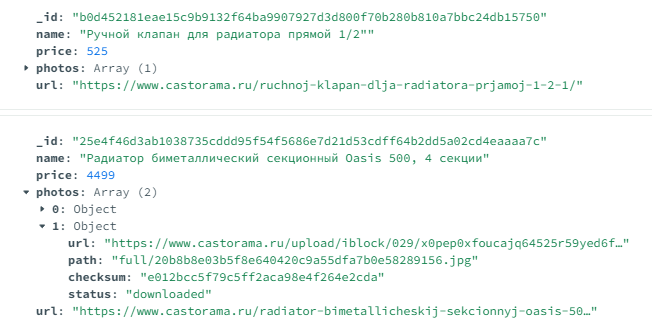 _id: "b0d452181eae15c9b9132f64ba9907927d3d800f70b280b810a7bbc24db15750"
name: "Ручной клапан для радиатора прямой 1/2""
price: 525
photos: Array (1)
url: "https://www.castorama.ru/ruchnoj-klapan-dlja-radiatora-prjamoj-1-2-1/"
_id: "25e4f46d3ab1038735cddd95f54f5686e7d21d53cdff64b2dd5a02cd4eaaaa7c"
name: "Радиатор биметаллический секционный Oasis 500, 4 секции"
price: 4499
photos: Array (2)
0: Object
1: Object
url: "https://www.castorama.ru/upload/iblock/029/x0pep0xfoucajq64525r59yed6f…"
path: "full/20b8b8e03b5f8e640420c9a55dfa7b0e58289156.jpg"
checksum: "e012bcc5f79c5ff2aca98e4f264e2cda"
status: "downloaded"
url: "https://www.castorama.ru/radiator-bimetallicheskij-sekcionnyj-oasis-50…"